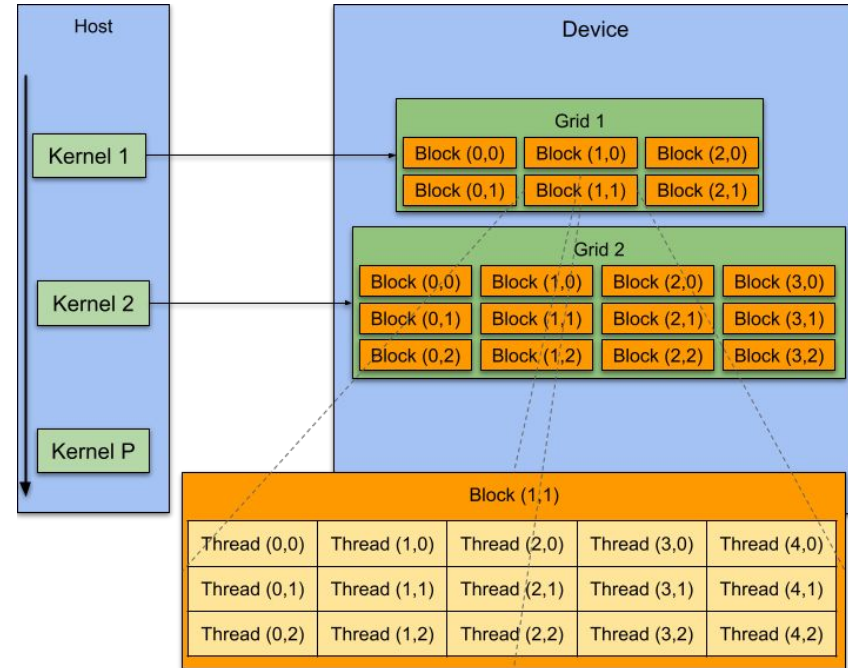 Host
Device
Kernel 1
Grid 1
Block (0,0) Block (1,0) Block (2,0)
Block (0,1) Block (1,1) Block (2,1)
Kernel 2
Grid 2
Block (0,0) Block (1,0) Block (2,0) Block (3,0)
Block (0,1) Block (1,1) Block (2,1) Block (3,1)
Block (0,2) Block (1,2) Block (2,2) Block (3,2)
Kernel P
Block (1,1)
Thread (0,0) Thread (1,0) Thread (2,0) Thread (3,0) Thread (4,0)
Thread (0,1) Thread (1,1) Thread (2,1) Thread (3,1) Thread (4,1)
Thread (0,2) Thread (1,2) Thread (2,2) Thread (3,2) Thread (4,2)